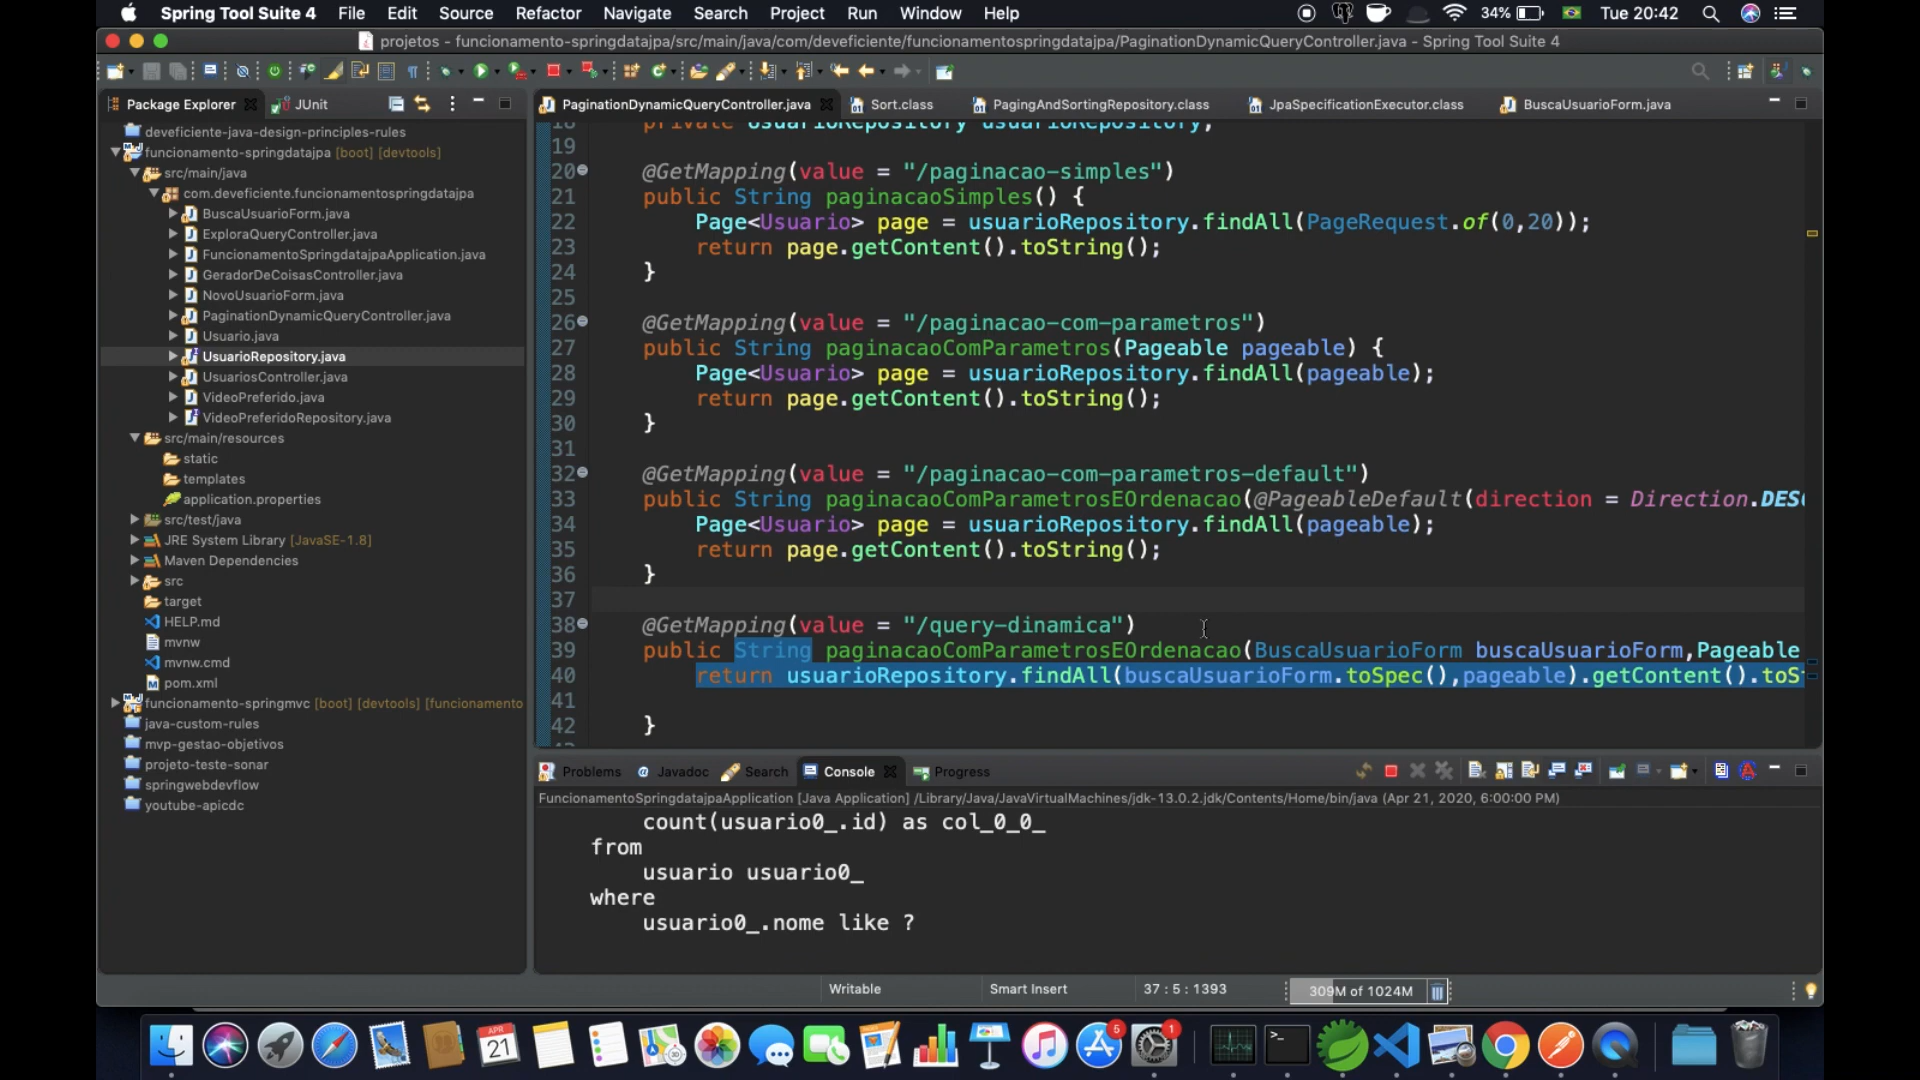 Spring Tool Suite 4 File Edit Source Refactor Navigate Search Project Run Window Help 34% Tue 20:42
projetos - funcionamento-springdatajpa/src/main/java/com/deveficiente/funcionamentospringdatajpa/PaginationDynamicQueryController.java - Spring Tool Suite 4
Package Explorer JUnit
deveficiente-java-design-principles-rules
funcionamento-springdatajpa [boot] [devtools]
src/main/java
com.deveficiente.funcionamentospringdatajpa
BuscaUsuarioForm.java
ExploraQueryController.java
FuncionamentoSpringdatajpaApplication.java
GeradorDeCoisasController.java
NovoUsuarioForm.java
PaginationDynamicQueryController.java
Usuario.java
UsuarioRepository.java
UsuariosController.java
VideoPreferido.java
VideoPreferidoRepository.java
src/main/resources
static
templates
application.properties
src/test/java
JRE System Library [JavaSE-1.8]
Maven Dependencies
src
target
HELP.md
mvnw
mvnw.cmd
pom.xml
funcionamento-springmvc [boot] [devtools] [funcionamento
java-custom-rules
mvp-gestao-objetivos
projeto-teste-sonar
springwebdevflow
youtube-apicdc
PaginationDynamicQueryController.java Sort.class PagingAndSortingRepository.class JpaSpecificationExecutor.class BuscaUsuarioForm.java
18 private UsuarioRepository usuarioRepository;
19
20 @GetMapping(value = "/paginacao-simples")
21 public String paginacaoSimples() {
22 Page<Usuario> page = usuarioRepository.findAll(PageRequest.of(0,20));
23 return page.getContent().toString();
24 }
25
26 @GetMapping(value = "/paginacao-com-parametros")
27 public String paginacaoComParametros(Pageable pageable) {
28 Page<Usuario> page = usuarioRepository.findAll(pageable);
29 return page.getContent().toString();
30 }
31
32 @GetMapping(value = "/paginacao-com-parametros-default")
33 public String paginacaoComParametrosEOrdenacao(@PageableDefault(direction = Direction.DESC
34 Page<Usuario> page = usuarioRepository.findAll(pageable);
35 return page.getContent().toString();
36 }
37
38 @GetMapping(value = "/query-dinamica")
39 public String paginacaoComParametrosEOrdenacao(BuscaUsuarioForm buscaUsuarioForm,Pageable
40 return usuarioRepository.findAll(buscaUsuarioForm.toSpec(),pageable).getContent().toSt
41
42 }
Problems Javadoc Search Console Progress
FuncionamentoSpringdatajpaApplication [Java Application] /Library/Java/JavaVirtualMachines/jdk-13.0.2.jdk/Contents/Home/bin/java (Apr 21, 2020, 6:00:00 PM)
count(usuario0_.id) as col_0_0_
from
usuario usuario0_
where
usuario0_.nome like ?
Writable Smart Insert 37 : 5 : 1393 309M of 1024M
APR
21
5
1